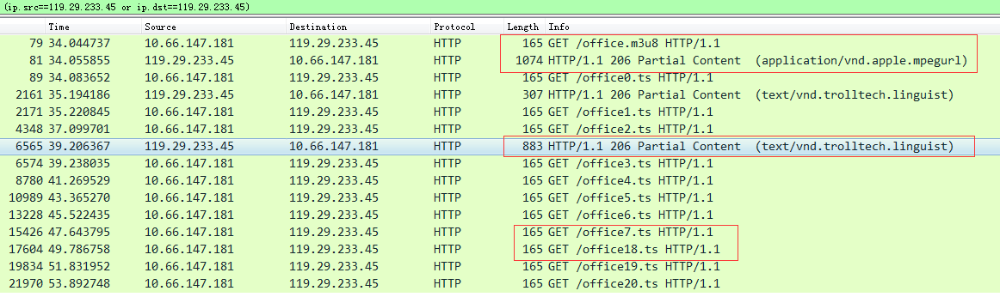 (ip.src==119.29.233.45 or ip.dst==119.29.233.45)
Time Source Destination Protocol Length Info
79 34.044737 10.66.147.181 119.29.233.45 HTTP 165 GET /office.m3u8 HTTP/1.1
81 34.055855 119.29.233.45 10.66.147.181 HTTP 1074 HTTP/1.1 206 Partial Content (application/vnd.apple.mpegurl)
89 34.083652 10.66.147.181 119.29.233.45 HTTP 165 GET /office0.ts HTTP/1.1
2161 35.194186 119.29.233.45 10.66.147.181 HTTP 307 HTTP/1.1 206 Partial Content (text/vnd.trolltech.linguist)
2171 35.220845 10.66.147.181 119.29.233.45 HTTP 165 GET /office1.ts HTTP/1.1
4348 37.099701 10.66.147.181 119.29.233.45 HTTP 165 GET /office2.ts HTTP/1.1
6565 39.206367 119.29.233.45 10.66.147.181 HTTP 883 HTTP/1.1 206 Partial Content (text/vnd.trolltech.linguist)
6574 39.238035 10.66.147.181 119.29.233.45 HTTP 165 GET /office3.ts HTTP/1.1
8780 41.269529 10.66.147.181 119.29.233.45 HTTP 165 GET /office4.ts HTTP/1.1
10989 43.365270 10.66.147.181 119.29.233.45 HTTP 165 GET /office5.ts HTTP/1.1
13228 45.522435 10.66.147.181 119.29.233.45 HTTP 165 GET /office6.ts HTTP/1.1
15426 47.643795 10.66.147.181 119.29.233.45 HTTP 165 GET /office7.ts HTTP/1.1
17604 49.786758 10.66.147.181 119.29.233.45 HTTP 165 GET /office18.ts HTTP/1.1
19834 51.831952 10.66.147.181 119.29.233.45 HTTP 165 GET /office19.ts HTTP/1.1
21970 53.892748 10.66.147.181 119.29.233.45 HTTP 165 GET /office20.ts HTTP/1.1